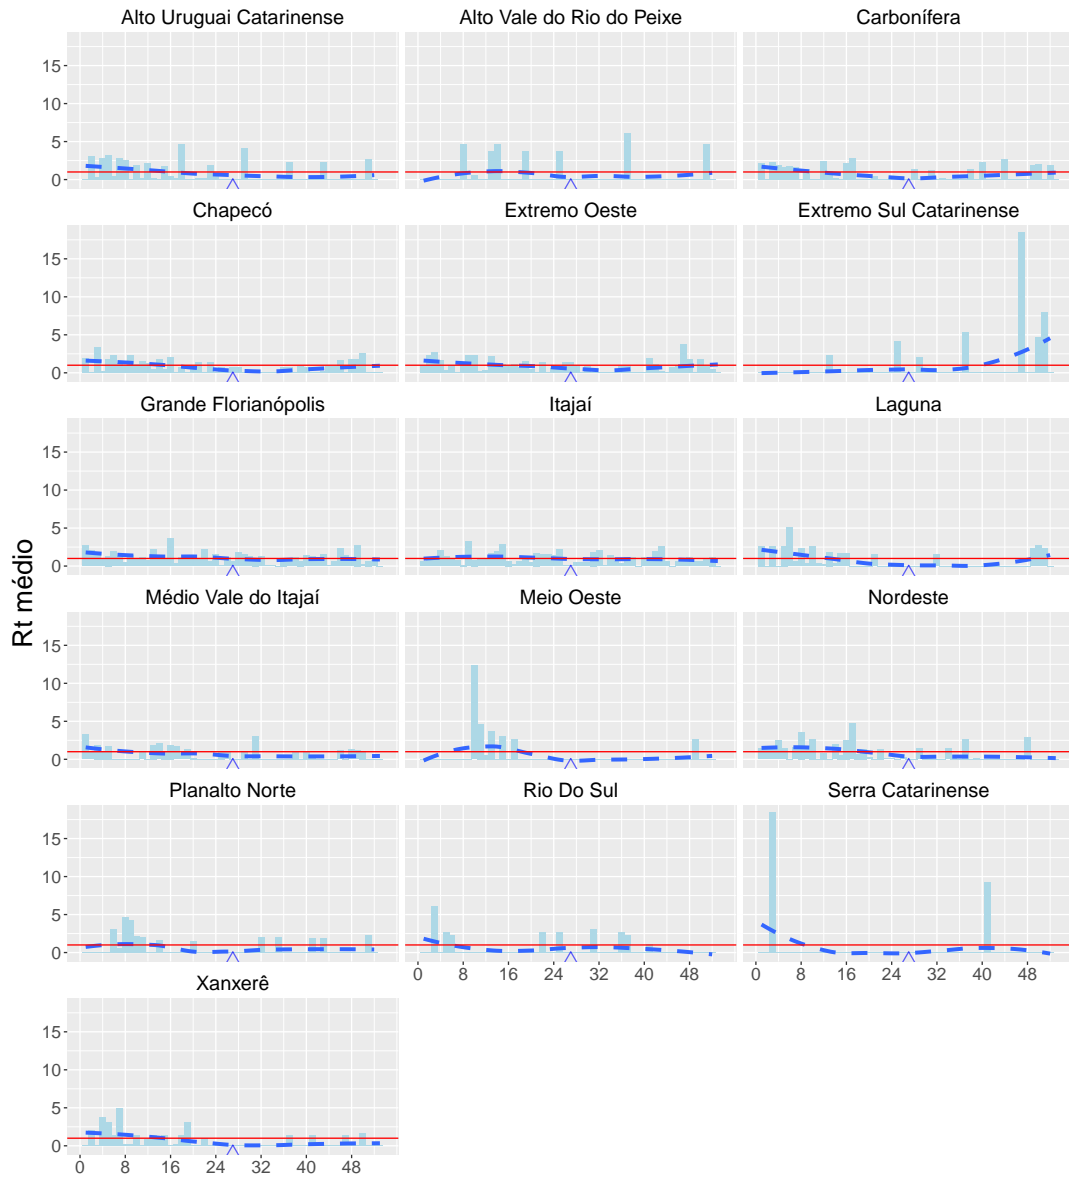 Alto Uruguai Catarinense Alto Vale do Rio do Peixe Carbonífera
15
10
5
0
Chapecó Extremo Oeste Extremo Sul Catarinense
15
10
5
0
Grande Florianópolis Itajaí Laguna
15
10
5
0
Rt médio
Médio Vale do Itajaí Meio Oeste Nordeste
15
10
5
0
Planalto Norte Rio Do Sul Serra Catarinense
15
10
5
0
0 8 16 24 32 40 48 0 8 16 24 32 40 48
Xanxerê
15
10
5
0
0 8 16 24 32 40 48